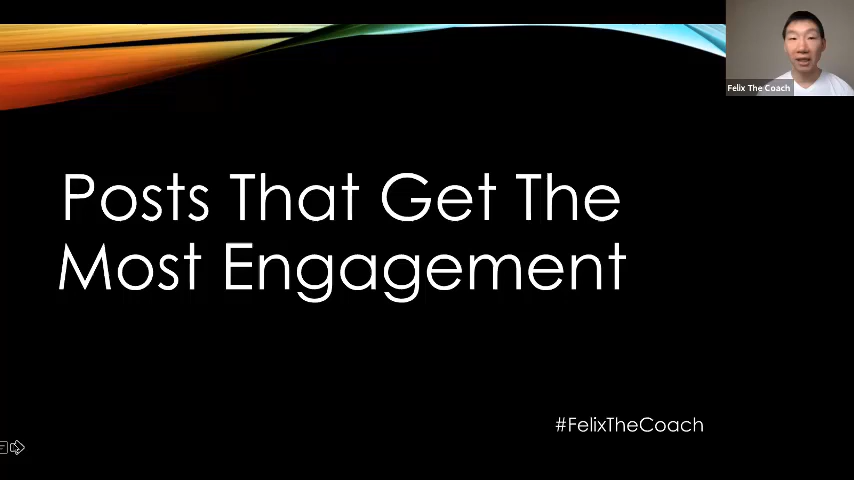 Felix The Coach
Posts That Get The
Most Engagement
#FelixTheCoach